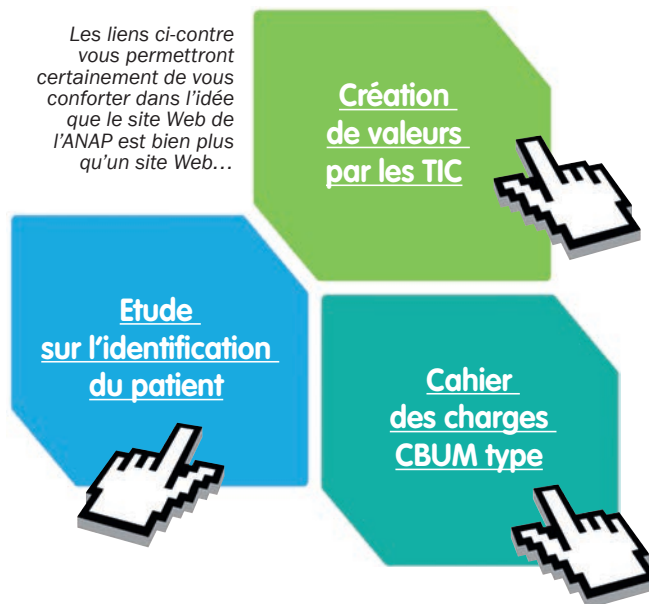 Les liens ci-contre
vous permettront
certainement de vous
conforter dans l'idée
que le site Web de
l'ANAP est bien plus
qu'un site Web...
Création
de valeurs
par les TIC
Etude
sur l'identification
du patient
Cahier
des charges
CBUM type